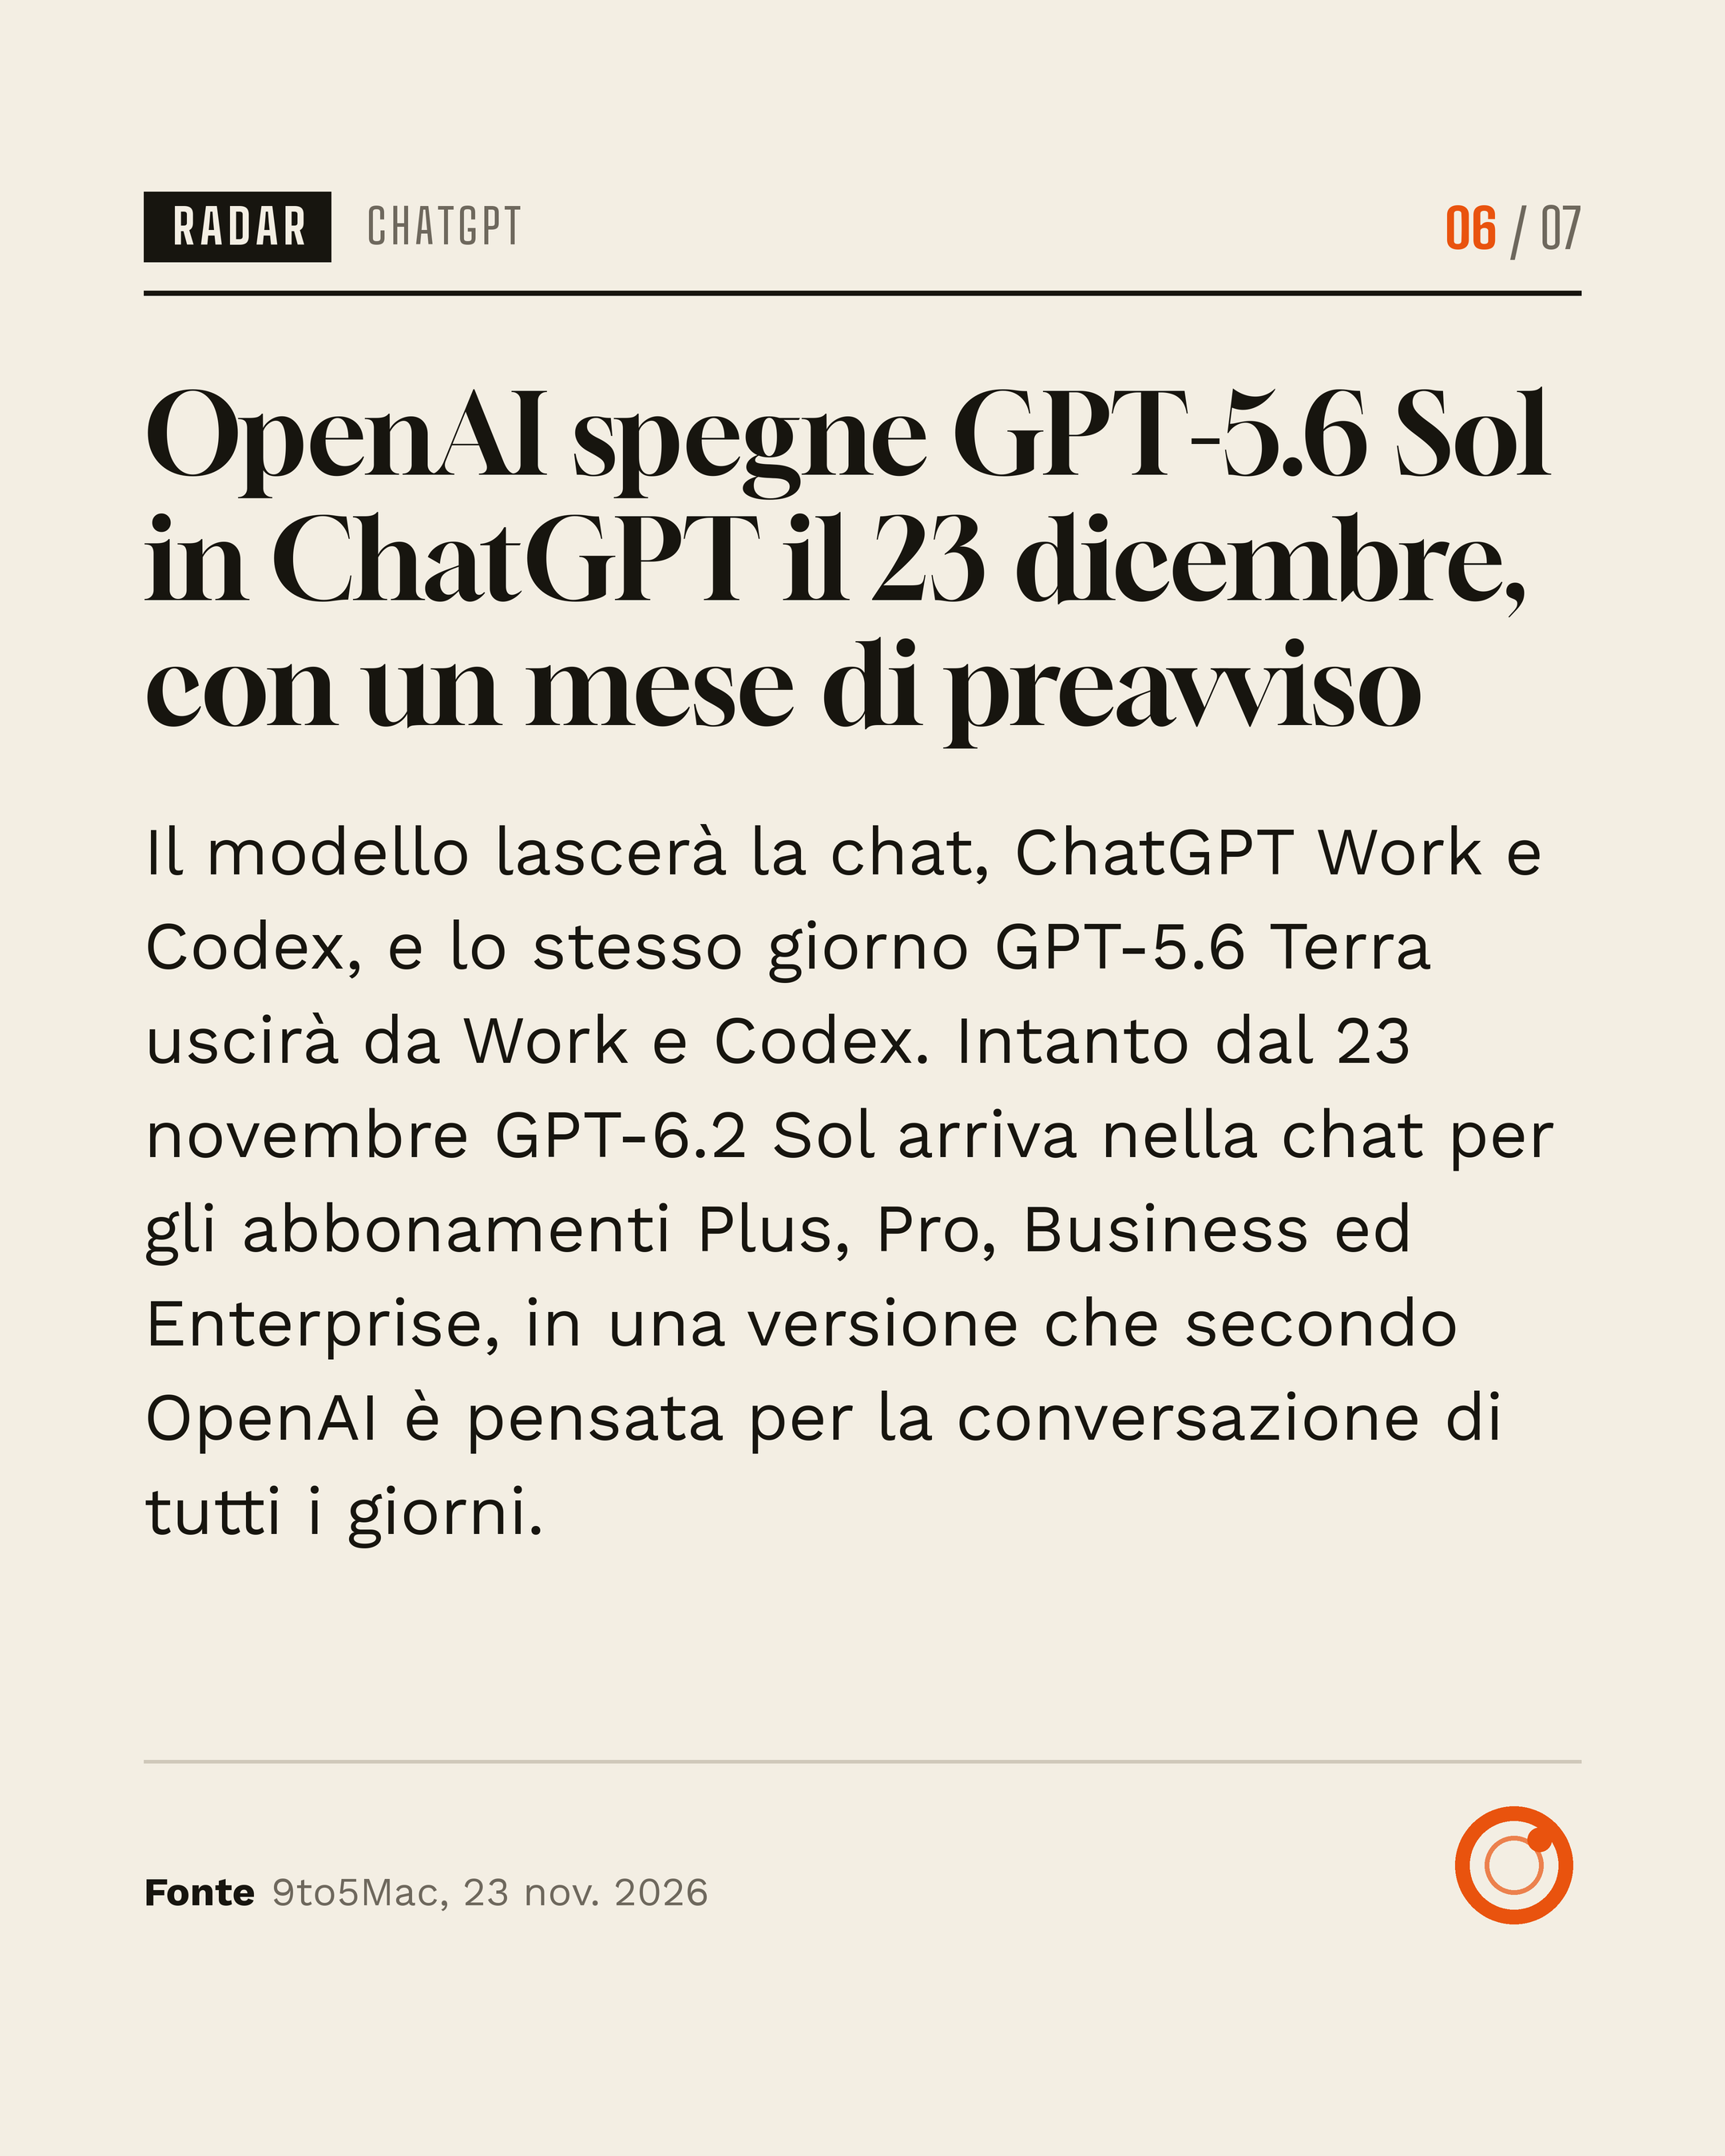 RADAR CHATGPT 06 / 07
OpenAI spegne GPT-5.6 Sol
in ChatGPT il 23 dicembre,
con un mese di preavviso
Il modello lascerà la chat, ChatGPT Work e
Codex, e lo stesso giorno GPT-5.6 Terra
uscirà da Work e Codex. Intanto dal 23
novembre GPT-6.2 Sol arriva nella chat per
gli abbonamenti Plus, Pro, Business ed
Enterprise, in una versione che secondo
OpenAI è pensata per la conversazione di
tutti i giorni.
Fonte 9to5Mac, 23 nov. 2026